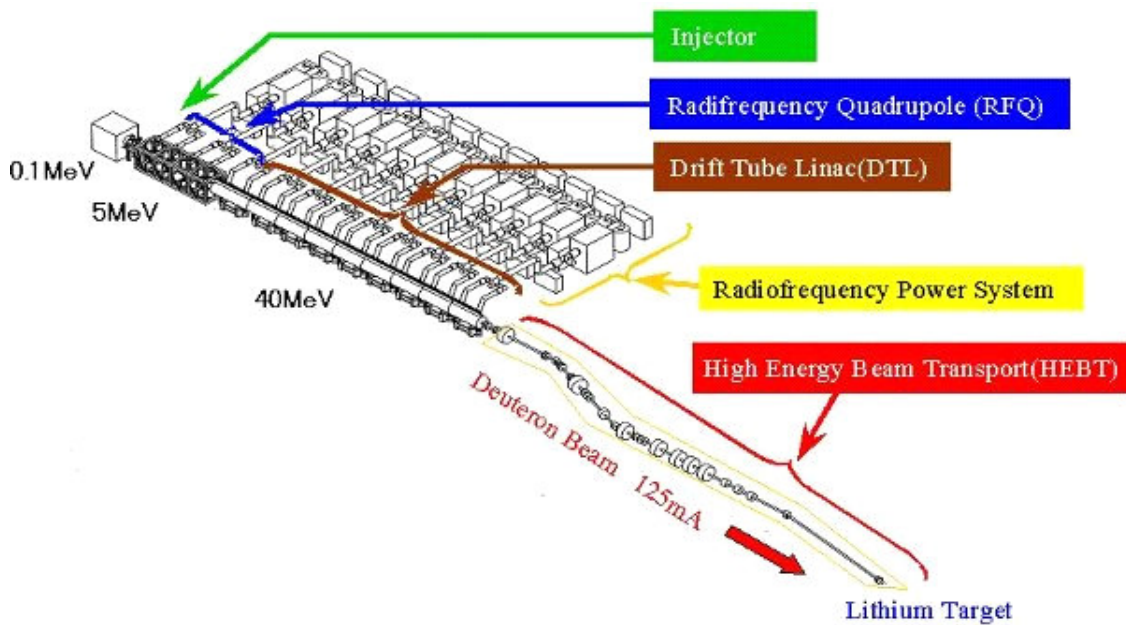 Injector
Radifrequency Quadrupole (RFQ)
Drift Tube Linac(DTL)
0.1MeV
5MeV
40MeV
Radiofrequency Power System
High Energy Beam Transport(HEBT)
Deuteron Beam 125mA
Lithium Target